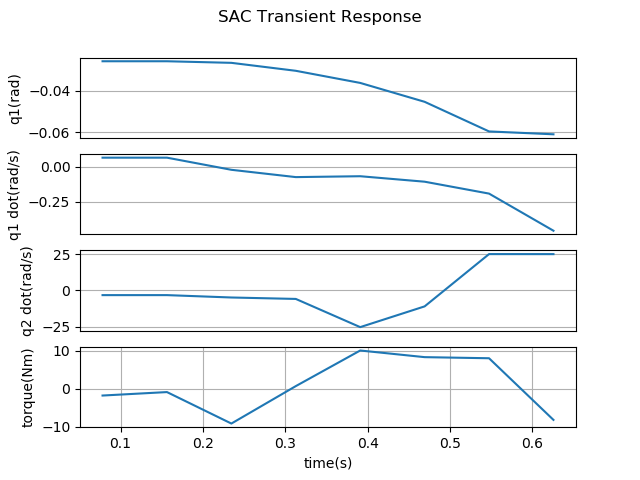 SAC Transient Response
q1(rad)
−0.04
−0.06
q1 dot(rad/s)
0.00
−0.25
q2 dot(rad/s)
25
0
−25
torque(Nm)
10
0
−10
0.1 0.2 0.3 0.4 0.5 0.6
time(s)